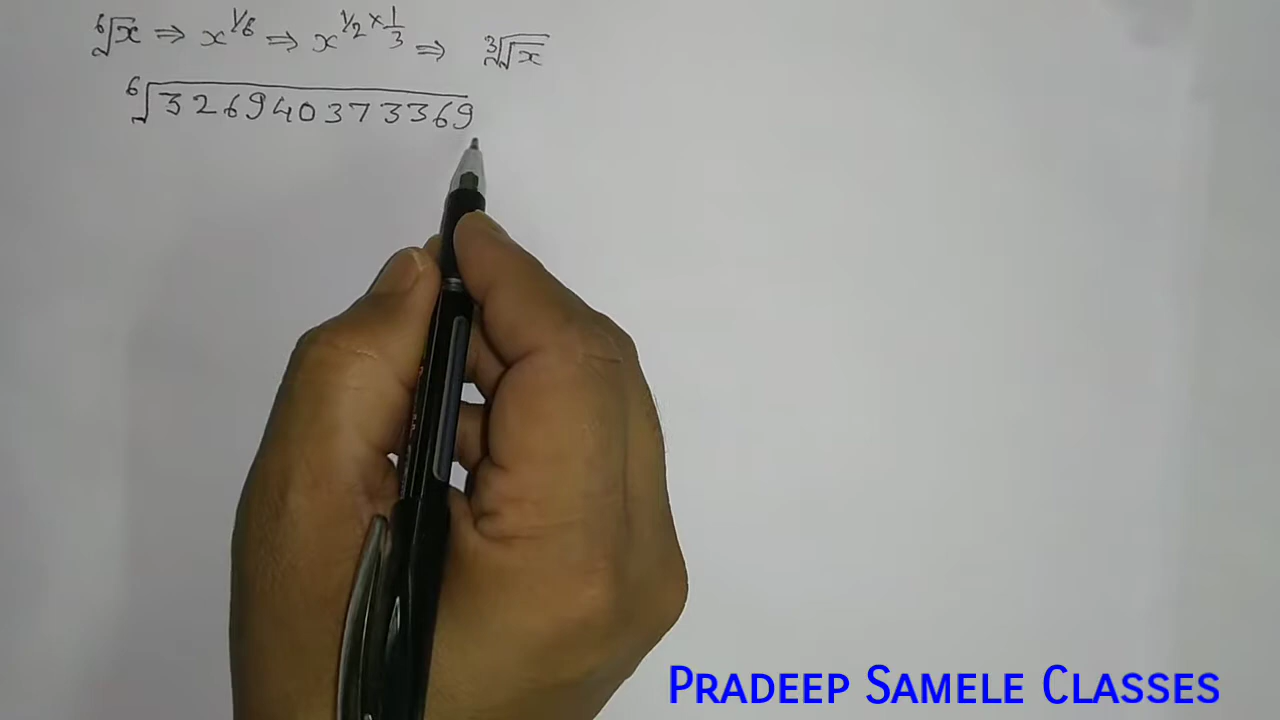 ⁶√x ⇒ x^1/6 ⇒ x^1/2 × 1/3 ⇒ ³√√x
⁶√326940373369
PRADEEP SAMELE CLASSES